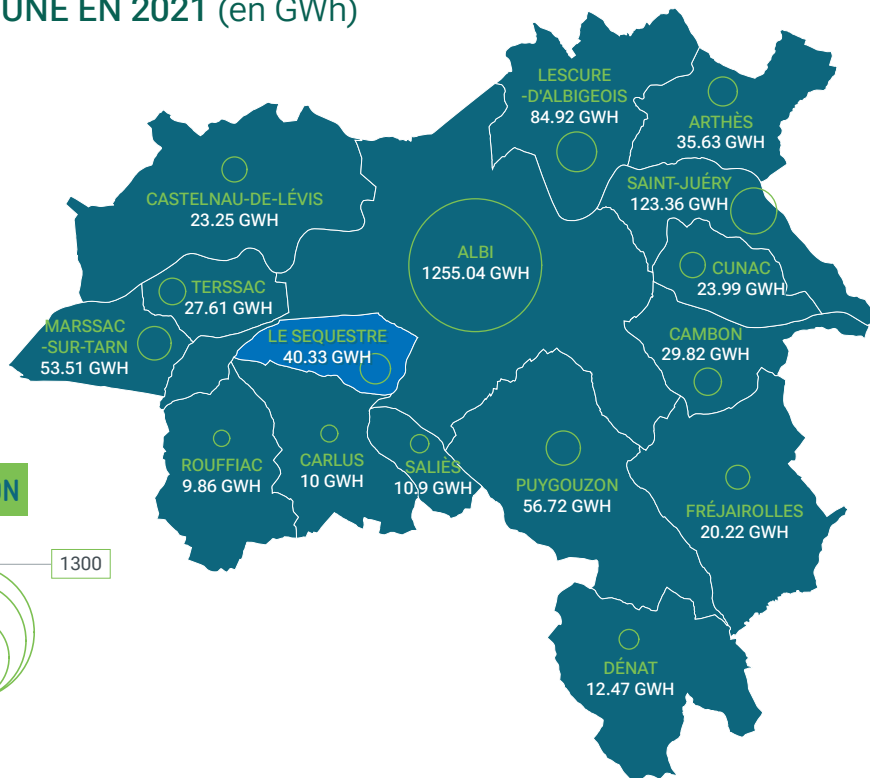 UNE EN 2021 (en GWh)
LESCURE
-D'ALBIGEOIS
84.92 GWH
ARTHÈS
35.63 GWH
CASTELNAU-DE-LÉVIS
23.25 GWH
SAINT-JUÉRY
123.36 GWH
ALBI
1255.04 GWH
CUNAC
23.99 GWH
TERSSAC
27.61 GWH
MARSSAC
-SUR-TARN
53.51 GWH
LE SEQUESTRE
40.33 GWH
CAMBON
29.82 GWH
ROUFFIAC
9.86 GWH
CARLUS
10 GWH
SALIÈS
10.9 GWH
PUYGOUZON
56.72 GWH
FRÉJAIROLLES
20.22 GWH
ON
1300
DÉNAT
12.47 GWH